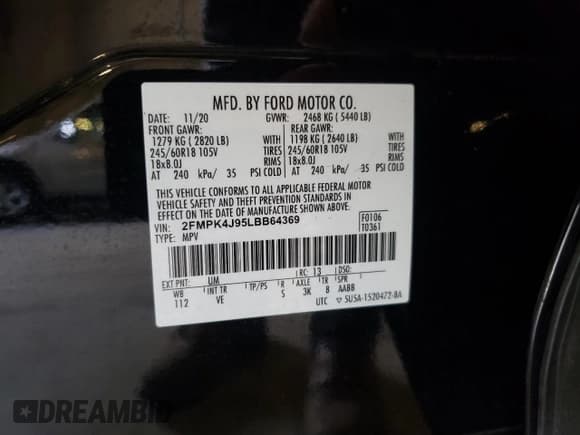 MFD. BY FORD MOTOR CO.
DATE: 11/20 GVWR: 2468 KG ( 5440 LB)
FRONT GAWR: REAR GAWR:
1279 KG ( 2820 LB) WITH 1198 KG ( 2640 LB) WITH
245/60R18 105V TIRES 245/60R18 105V TIRES
18x8.0J RIMS 18x8.0J RIMS
AT 240 kPa/ 35 PSI COLD AT 240 kPa/ 35 PSI COLD
THIS VEHICLE CONFORMS TO ALL APPLICABLE FEDERAL MOTOR
VEHICLE SAFETY AND THEFT PREVENTION STANDARDS IN
EFFECT ON THE DATE OF MANUFACTURE SHOWN ABOVE.
VIN: 2FMPK4J95LBB64369 F0106
TYPE: MPV T0361
EXT PNT: UM RC: 13 DSO:
WB INT TR TP/PS R AXLE TR SPR
112 VE S 3K 8 AABB
UTC ▽ 5U5A-1520472-BA
DREAMBID